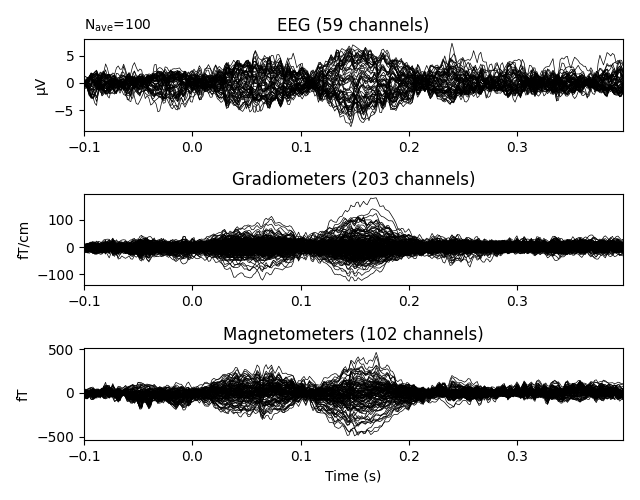 Nave=100
EEG (59 channels)
µV
5
0
−5
−0.1 0.0 0.1 0.2 0.3
Gradiometers (203 channels)
fT/cm
100
0
−100
−0.1 0.0 0.1 0.2 0.3
Magnetometers (102 channels)
fT
500
0
−500
−0.1 0.0 0.1 0.2 0.3
Time (s)